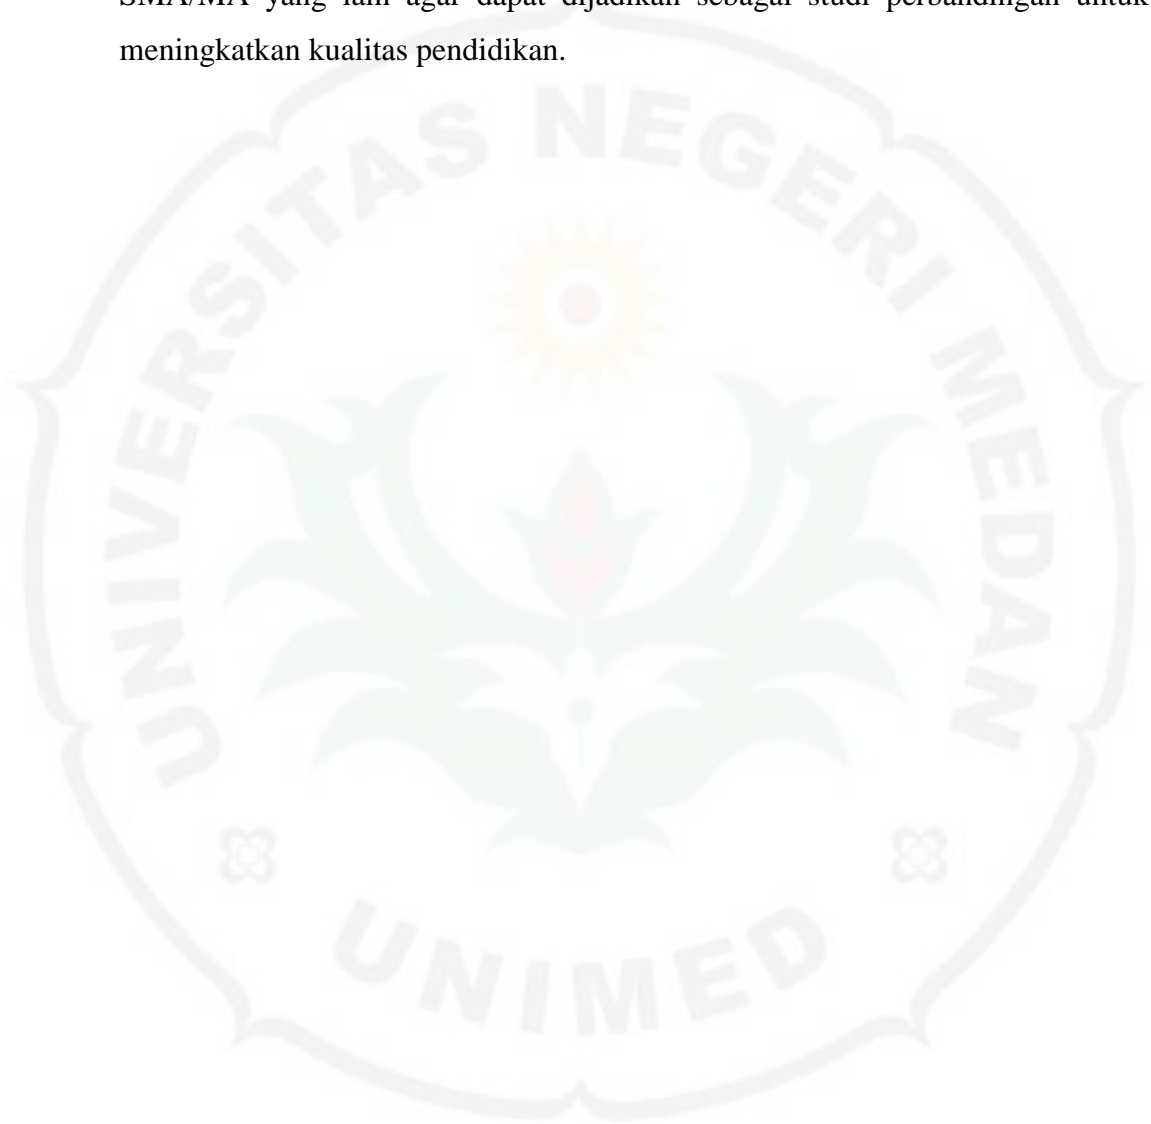 SMA/MA yang lain agar dapat dijadikan sebagai studi perbandingan untuk
meningkatkan kualitas pendidikan.
UNIVERSITAS NEGERI MEDAN
UNIMED